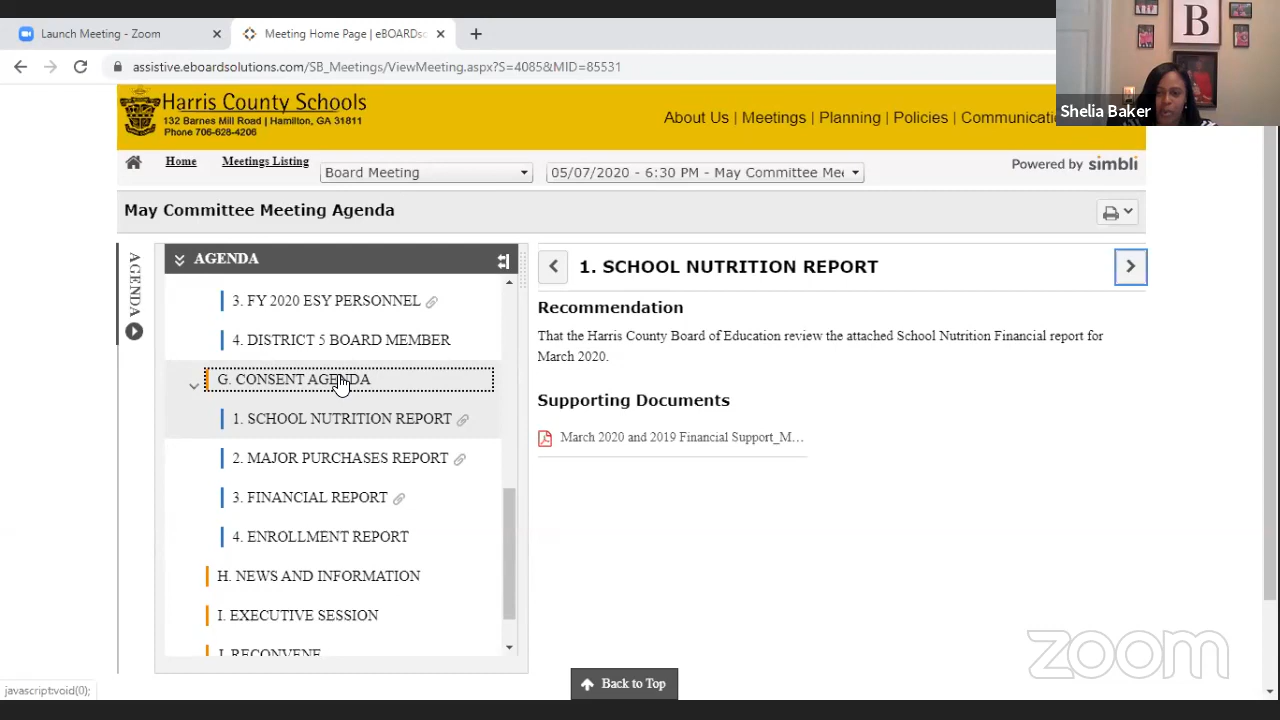 Launch Meeting - Zoom
Meeting Home Page | eBOARDso
assistive.eboardsolutions.com/SB_Meetings/ViewMeeting.aspx?S=4085&MID=85531
B
Shelia Baker
Harris County Schools
132 Barnes Mill Road | Hamilton, GA 31811
Phone 706-628-4206
About Us | Meetings | Planning | Policies | Communicati
Home
Meetings Listing
Board Meeting
05/07/2020 - 6:30 PM - May Committee Mee
Powered by simbli
May Committee Meeting Agenda
AGENDA
AGENDA
3. FY 2020 ESY PERSONNEL
4. DISTRICT 5 BOARD MEMBER
G. CONSENT AGENDA
1. SCHOOL NUTRITION REPORT
2. MAJOR PURCHASES REPORT
3. FINANCIAL REPORT
4. ENROLLMENT REPORT
H. NEWS AND INFORMATION
I. EXECUTIVE SESSION
J. RECONVENE
1. SCHOOL NUTRITION REPORT
Recommendation
That the Harris County Board of Education review the attached School Nutrition Financial report for
March 2020.
Supporting Documents
March 2020 and 2019 Financial Support_M...
zoom
javascript:void(0);
Back to Top